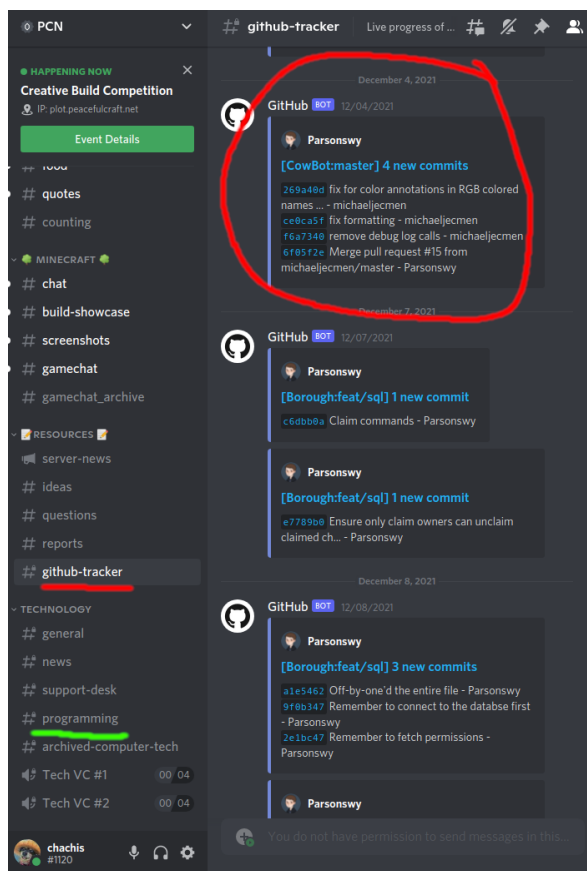 PCN
HAPPENING NOW
Creative Build Competition
IP: plot.peacefulcraft.net
Event Details
food
quotes
counting
MINECRAFT
chat
build-showcase
screenshots
gamechat
gamechat_archive
RESOURCES
server-news
ideas
questions
reports
github-tracker
TECHNOLOGY
general
news
support-desk
programming
archived-computer-tech
Tech VC #1 00 04
Tech VC #2 00 04
chachis
#1120
github-tracker Live progress of ...
December 4, 2021
GitHub BOT 12/04/2021
Parsonswy
[CowBot:master] 4 new commits
269a40d fix for color annotations in RGB colored
names ... - michaeljecmen
ce0ca5f fix formatting - michaeljecmen
f6a7340 remove debug log calls - michaeljecmen
6f05f2e Merge pull request #15 from
michaeljecmen/master - Parsonswy
December 7, 2021
GitHub BOT 12/07/2021
Parsonswy
[Borough:feat/sql] 1 new commit
c6dbb0a Claim commands - Parsonswy
Parsonswy
[Borough:feat/sql] 1 new commit
e7789b0 Ensure only claim owners can unclaim
claimed ch... - Parsonswy
December 8, 2021
GitHub BOT 12/08/2021
Parsonswy
[Borough:feat/sql] 3 new commits
a1e5462 Off-by-one'd the entire file - Parsonswy
9f0b347 Remember to connect to the databse first
- Parsonswy
2e1bc47 Remember to fetch permissions -
Parsonswy
Parsonswy
You do not have permission to send messages in this...